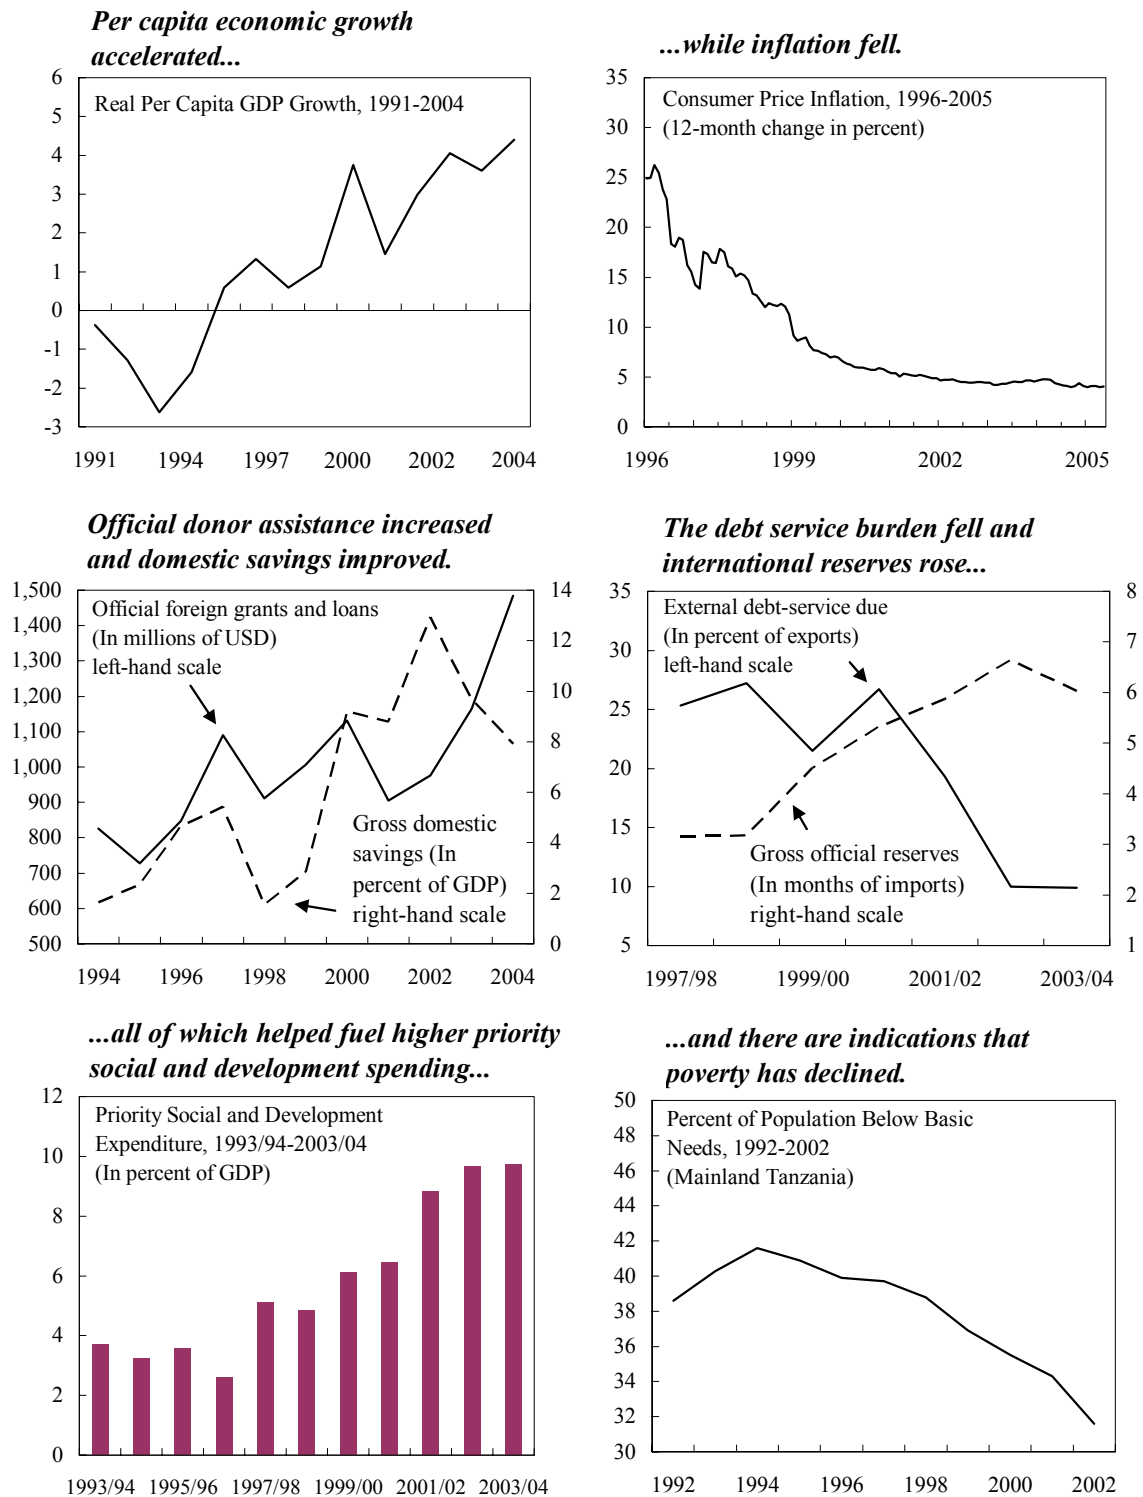 Per capita economic growth
accelerated...
6
5
4
3
2
1
0
-1
-2
-3
Real Per Capita GDP Growth, 1991-2004
1991 1994 1997 2000 2002 2004
...while inflation fell.
35
30
25
20
15
10
5
0
Consumer Price Inflation, 1996-2005
(12-month change in percent)
1996 1999 2002 2005
Official donor assistance increased
and domestic savings improved.
1,500
1,400
1,300
1,200
1,100
1,000
900
800
700
600
500
Official foreign grants and loans
(In millions of USD)
left-hand scale
Gross domestic
savings (In
percent of GDP)
right-hand scale
14
12
10
8
6
4
2
0
1994 1996 1998 2000 2002 2004
The debt service burden fell and
international reserves rose...
35
30
25
20
15
10
5
External debt-service due
(In percent of exports)
left-hand scale
Gross official reserves
(In months of imports)
right-hand scale
8
7
6
5
4
3
2
1
1997/98 1999/00 2001/02 2003/04
...all of which helped fuel higher priority
social and development spending...
12
10
8
6
4
2
0
Priority Social and Development
Expenditure, 1993/94-2003/04
(In percent of GDP)
1993/94 1995/96 1997/98 1999/00 2001/02 2003/04
...and there are indications that
poverty has declined.
50
48
46
44
42
40
38
36
34
32
30
Percent of Population Below Basic
Needs, 1992-2002
(Mainland Tanzania)
1992 1994 1996 1998 2000 2002